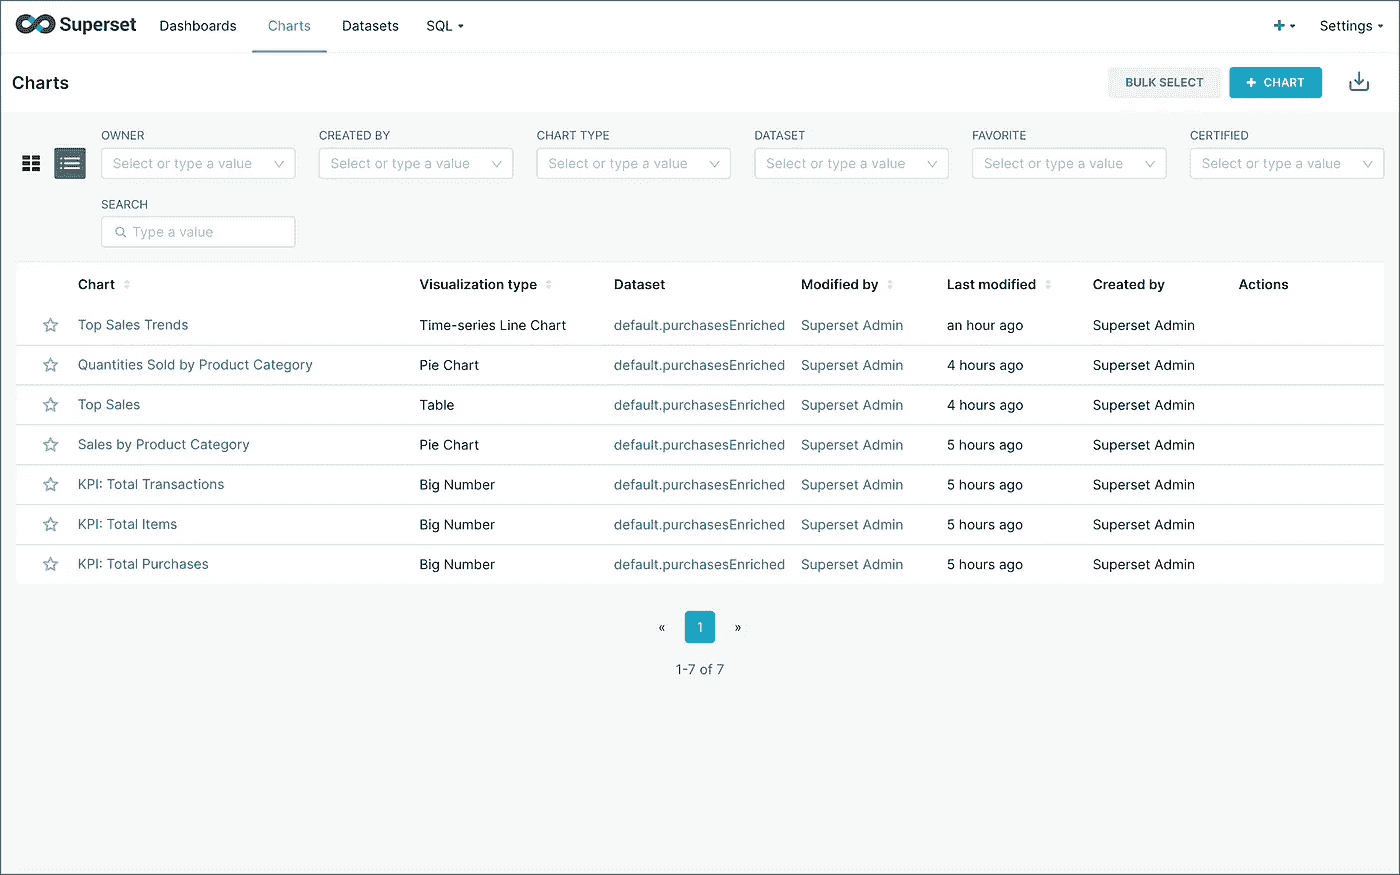 Superset Dashboards Charts Datasets SQL + Settings
Charts
BULK SELECT + CHART
OWNER CREATED BY CHART TYPE DATASET FAVORITE CERTIFIED
Select or type a value Select or type a value Select or type a value Select or type a value Select or type a value Select or type a value
SEARCH
Type a value
Chart Visualization type Dataset Modified by Last modified Created by Actions
Top Sales Trends Time-series Line Chart default.purchasesEnriched Superset Admin an hour ago Superset Admin
Quantities Sold by Product Category Pie Chart default.purchasesEnriched Superset Admin 4 hours ago Superset Admin
Top Sales Table default.purchasesEnriched Superset Admin 4 hours ago Superset Admin
Sales by Product Category Pie Chart default.purchasesEnriched Superset Admin 5 hours ago Superset Admin
KPI: Total Transactions Big Number default.purchasesEnriched Superset Admin 5 hours ago Superset Admin
KPI: Total Items Big Number default.purchasesEnriched Superset Admin 5 hours ago Superset Admin
KPI: Total Purchases Big Number default.purchasesEnriched Superset Admin 5 hours ago Superset Admin
« 1 »
1-7 of 7